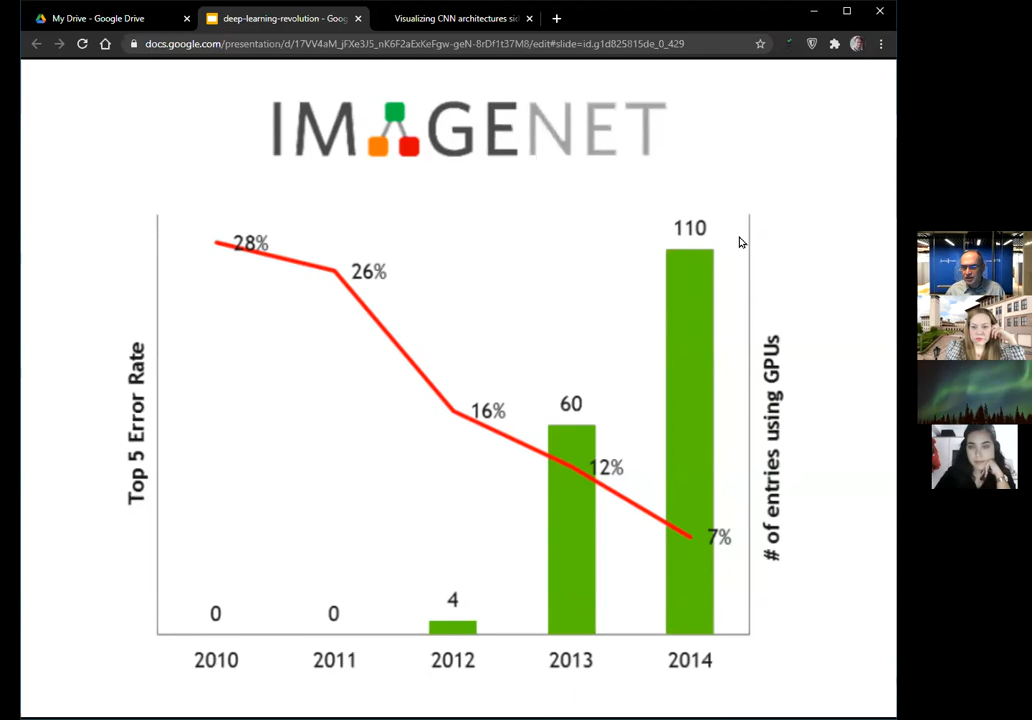 My Drive - Google Drive
deep-learning-revolution - Goog
Visualizing CNN architectures sid
docs.google.com/presentation/d/17VV4aM_jFXe3J5_nK6F2aExKeFgw-geN-8rDf1t37M8/edit#slide=id.g1d825815de_0_429
IMAGENET
28%
26%
16%
12%
7%
110
60
4
0
0
Top 5 Error Rate
# of entries using GPUs
2010 2011 2012 2013 2014